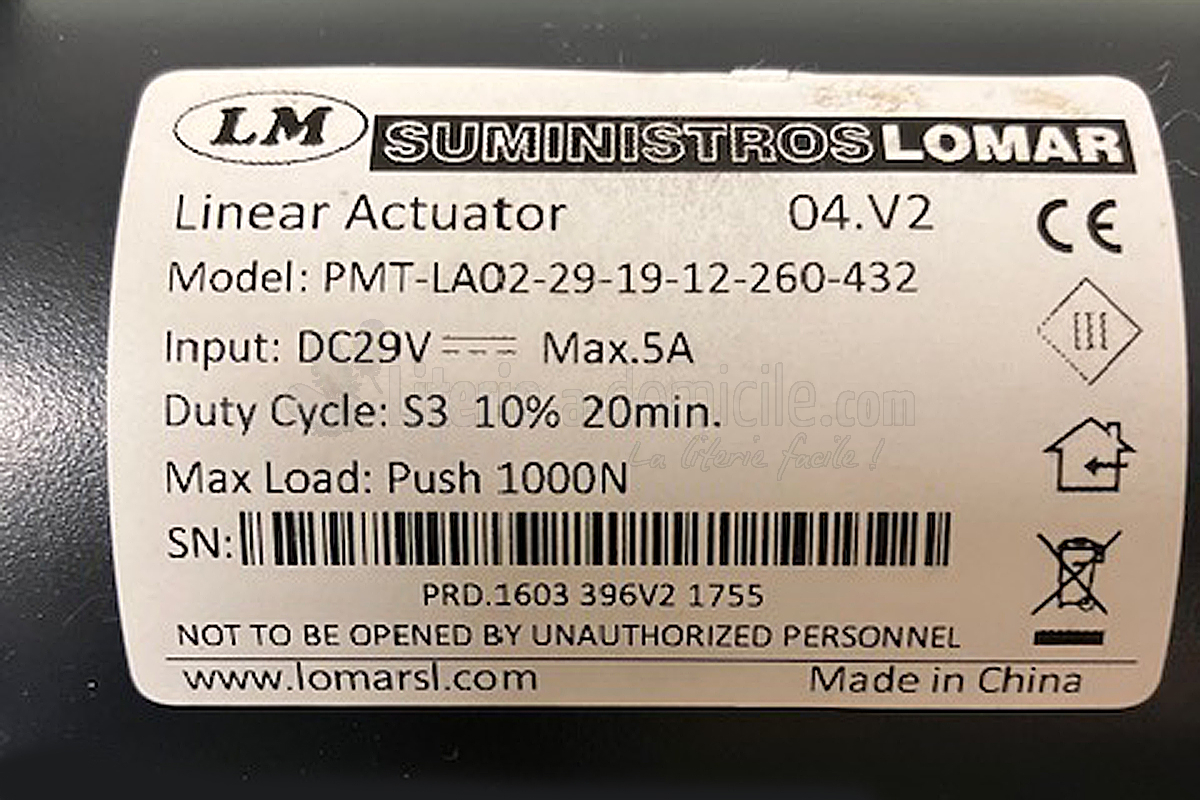 LM SUMINISTROS LOMAR
Linear Actuator 04.V2
CE
Model: PMT-LA02-29-19-12-260-432
Input: DC29V Max.5A
Duty Cycle: S3 10% 20min.
literie-a-domicile.com
La literie facile !
Max Load: Push 1000N
SN:
PRD.1603 396V2 1755
NOT TO BE OPENED BY UNAUTHORIZED PERSONNEL
www.lomarsl.com Made in China